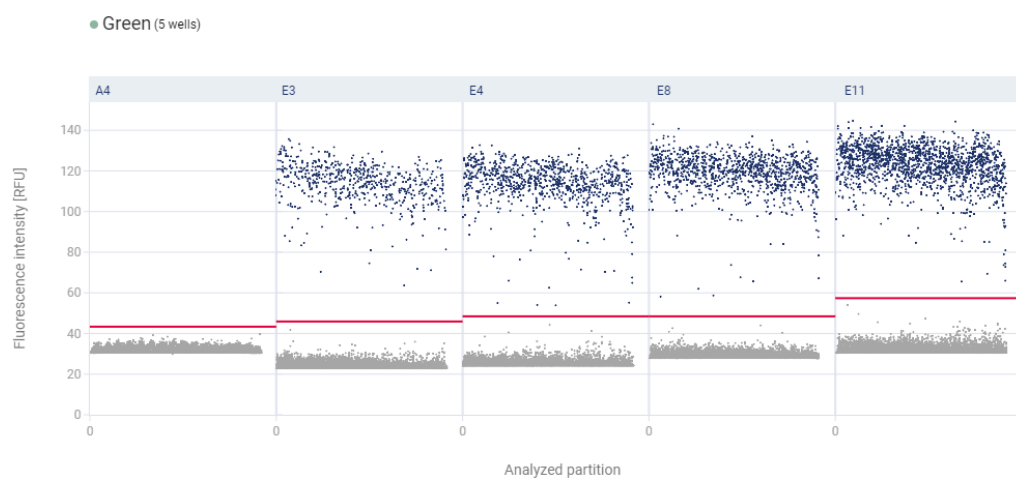 Green (5 wells)
A4 E3 E4 E8 E11
140
120
100
80
60
40
20
0
0 0 0 0 0
Fluorescence intensity [RFU]
Analyzed partition